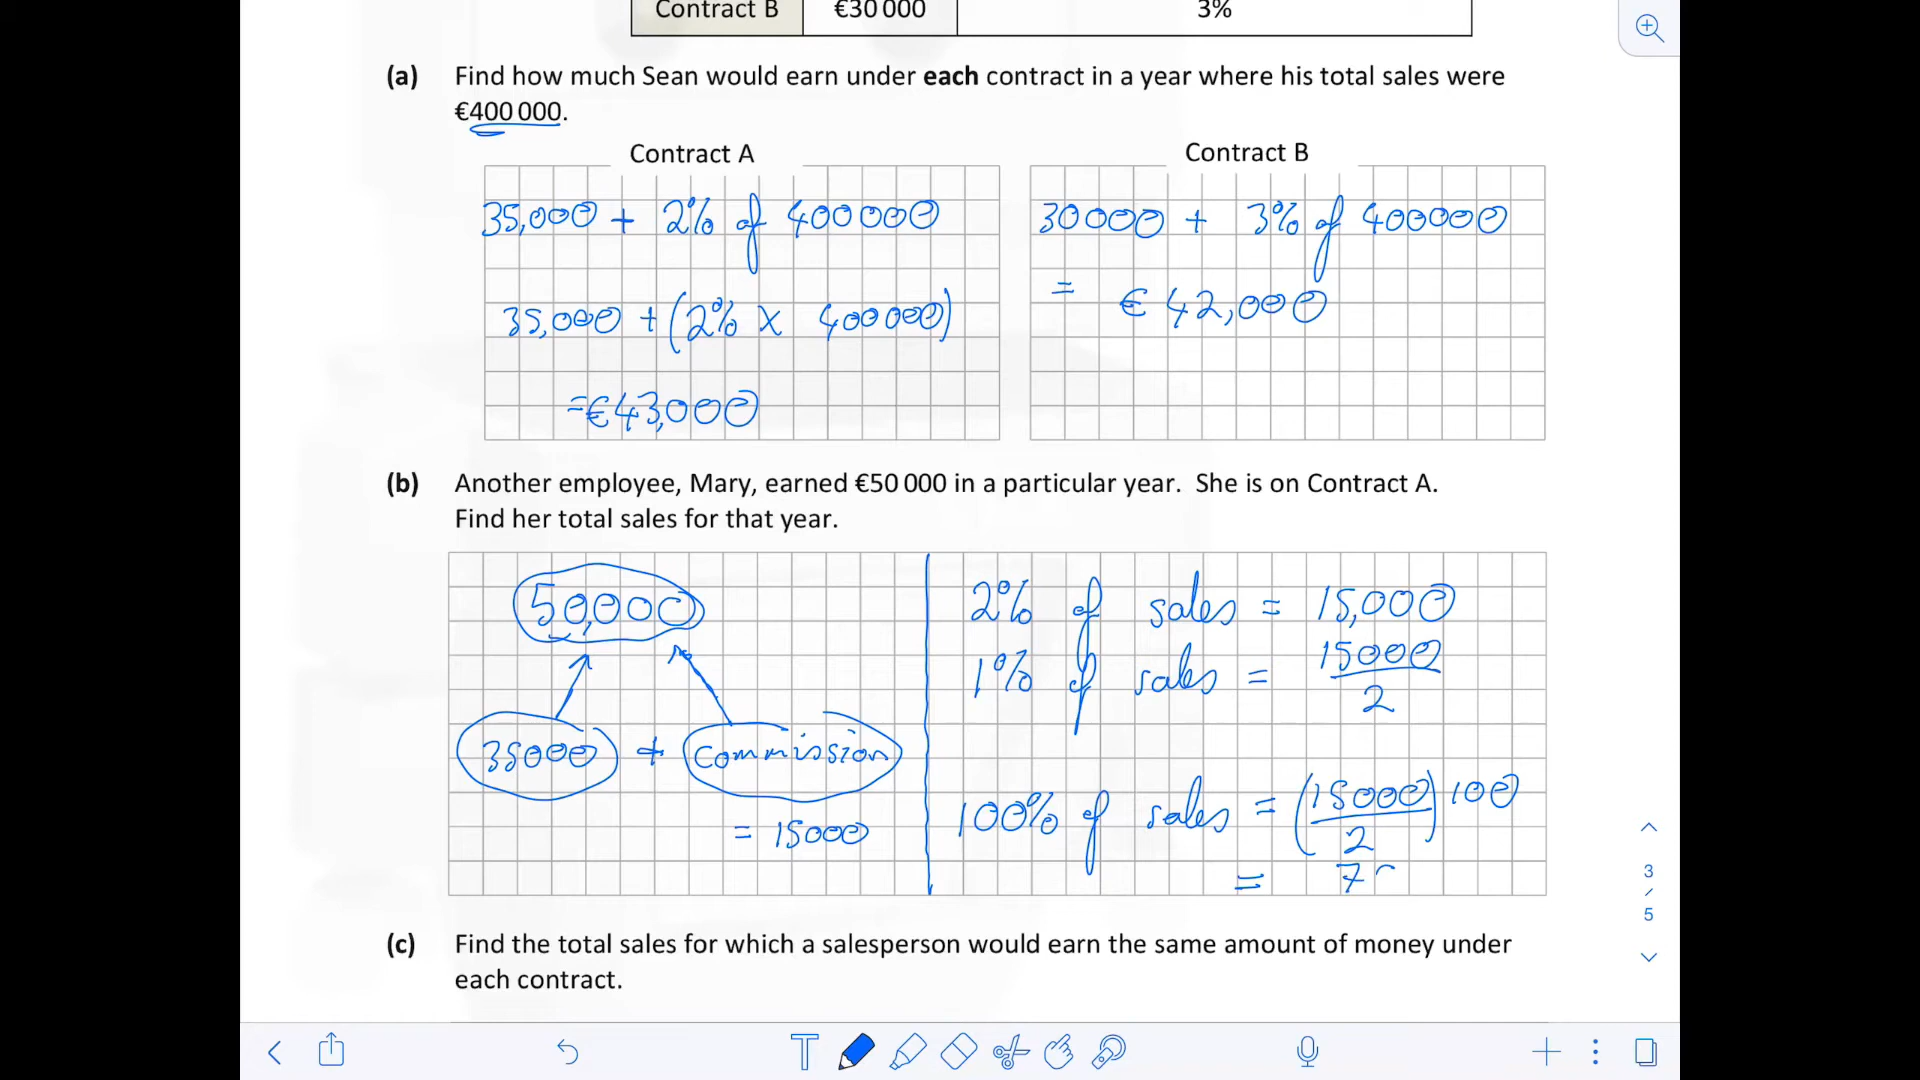 Contract B €30 000 3%
(a) Find how much Sean would earn under each contract in a year where his total sales were
€400 000.
Contract A
35,000 + 2% of 400000
35,000 + (2% x 400000)
=€43,000
Contract B
30000 + 3% of 400000
= €42,000
(b) Another employee, Mary, earned €50 000 in a particular year. She is on Contract A.
Find her total sales for that year.
50,000
35000 + Commission
= 15000
2% of sales = 15,000
1% of sales = 15000/2
100% of sales = (15000/2) 100
= 7
(c) Find the total sales for which a salesperson would earn the same amount of money under
each contract.
3
/
5
T